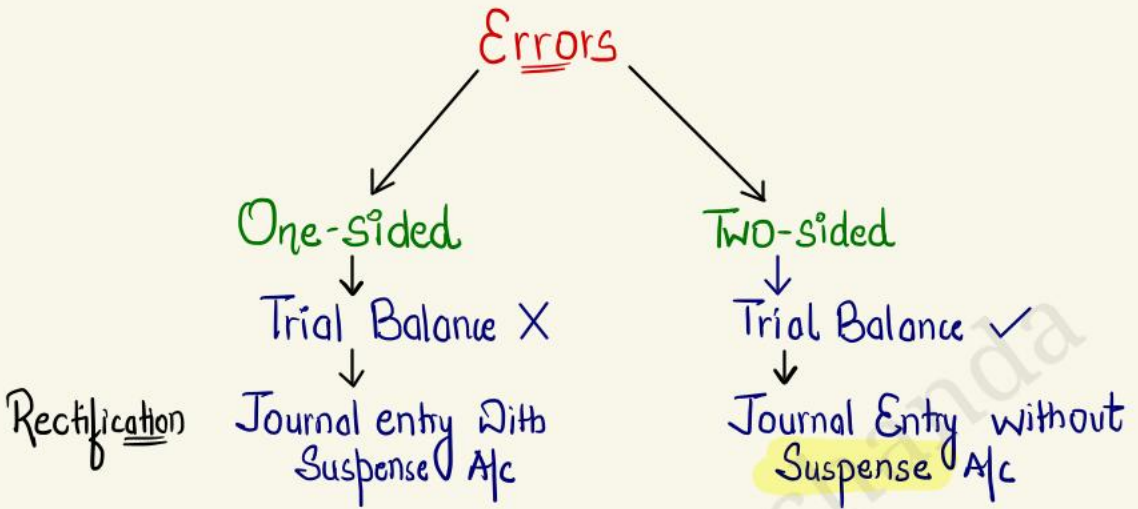 Errors
One-sided Two-sided
Trial Balance X Trial Balance ✓
Rectification Journal entry With Journal Entry without
Suspense A/c Suspense A/c